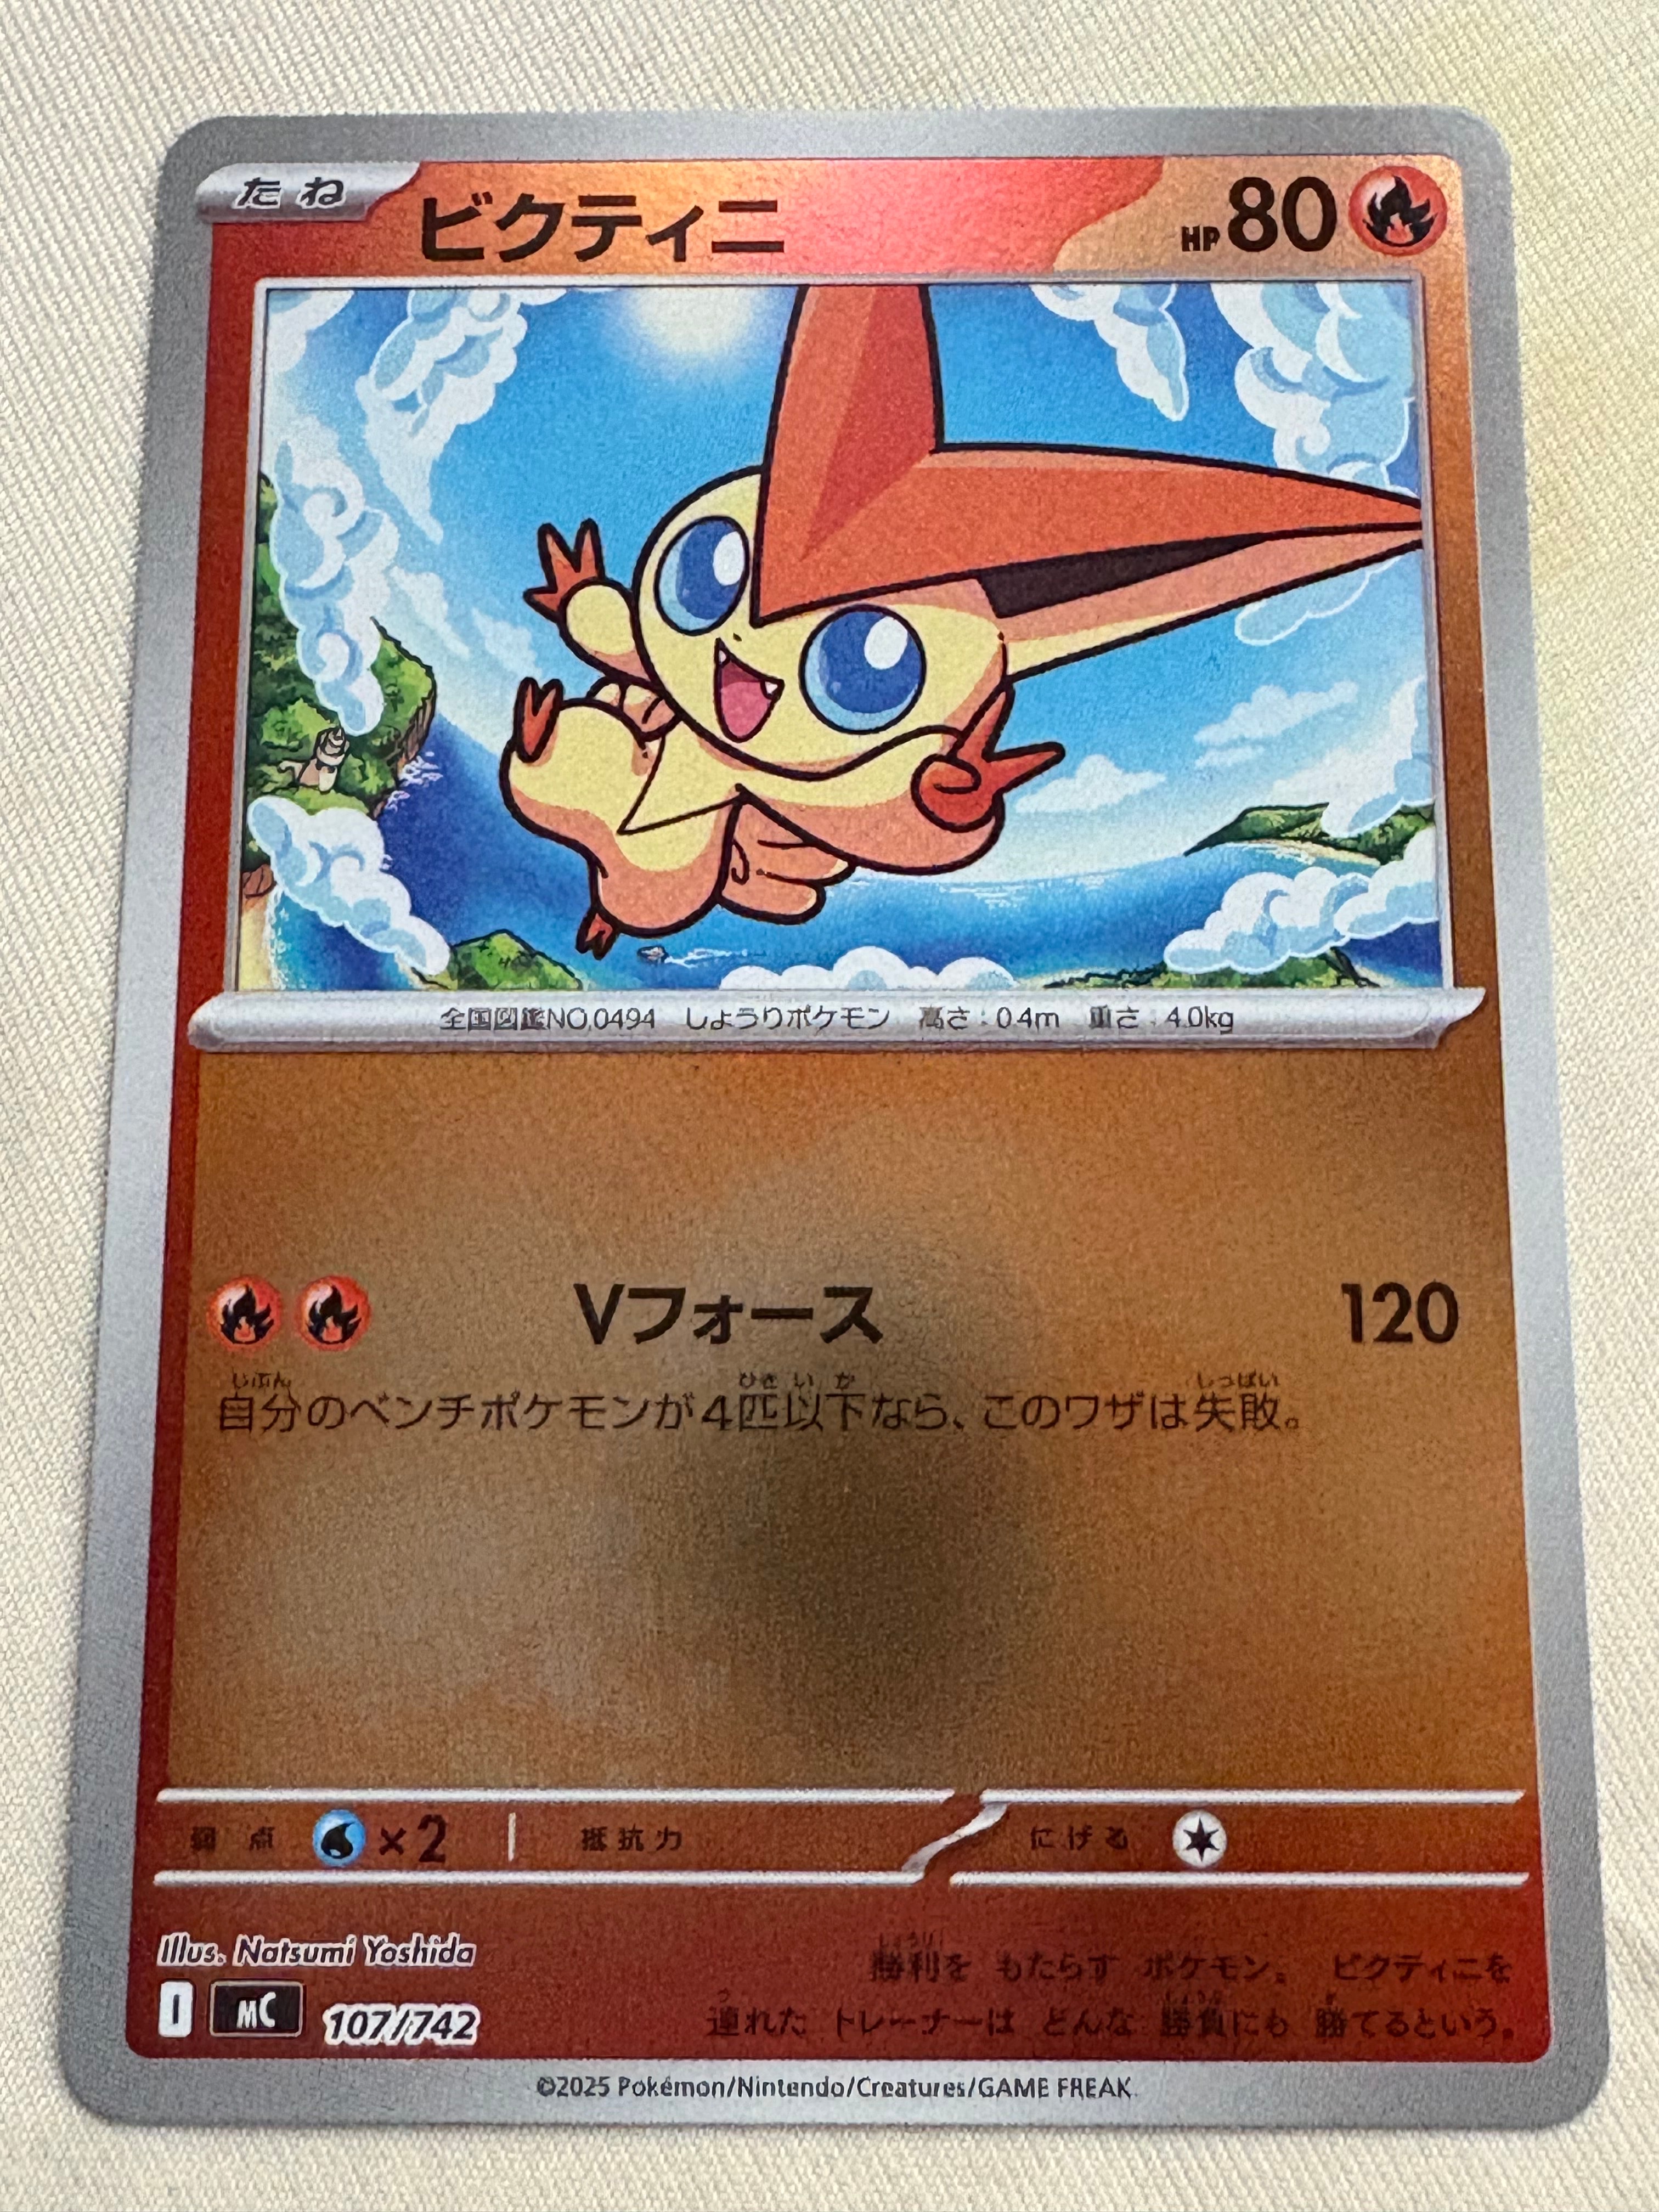 たね
ビクティニ
HP 80
全国図鑑NO.0494 しょうりポケモン 高さ:0.4m 重さ:4.0kg
Vフォース 120
自分のベンチポケモンが4匹以下なら、このワザは失敗。
弱点 ×2 抵抗力 にげる
Illus. Natsumi Yoshida
勝利を もたらす ポケモン。 ビクティニを
I MC 107/742
連れた トレーナーは どんな 勝負にも 勝てるという。
©2025 Pokémon/Nintendo/Creatures/GAME FREAK.